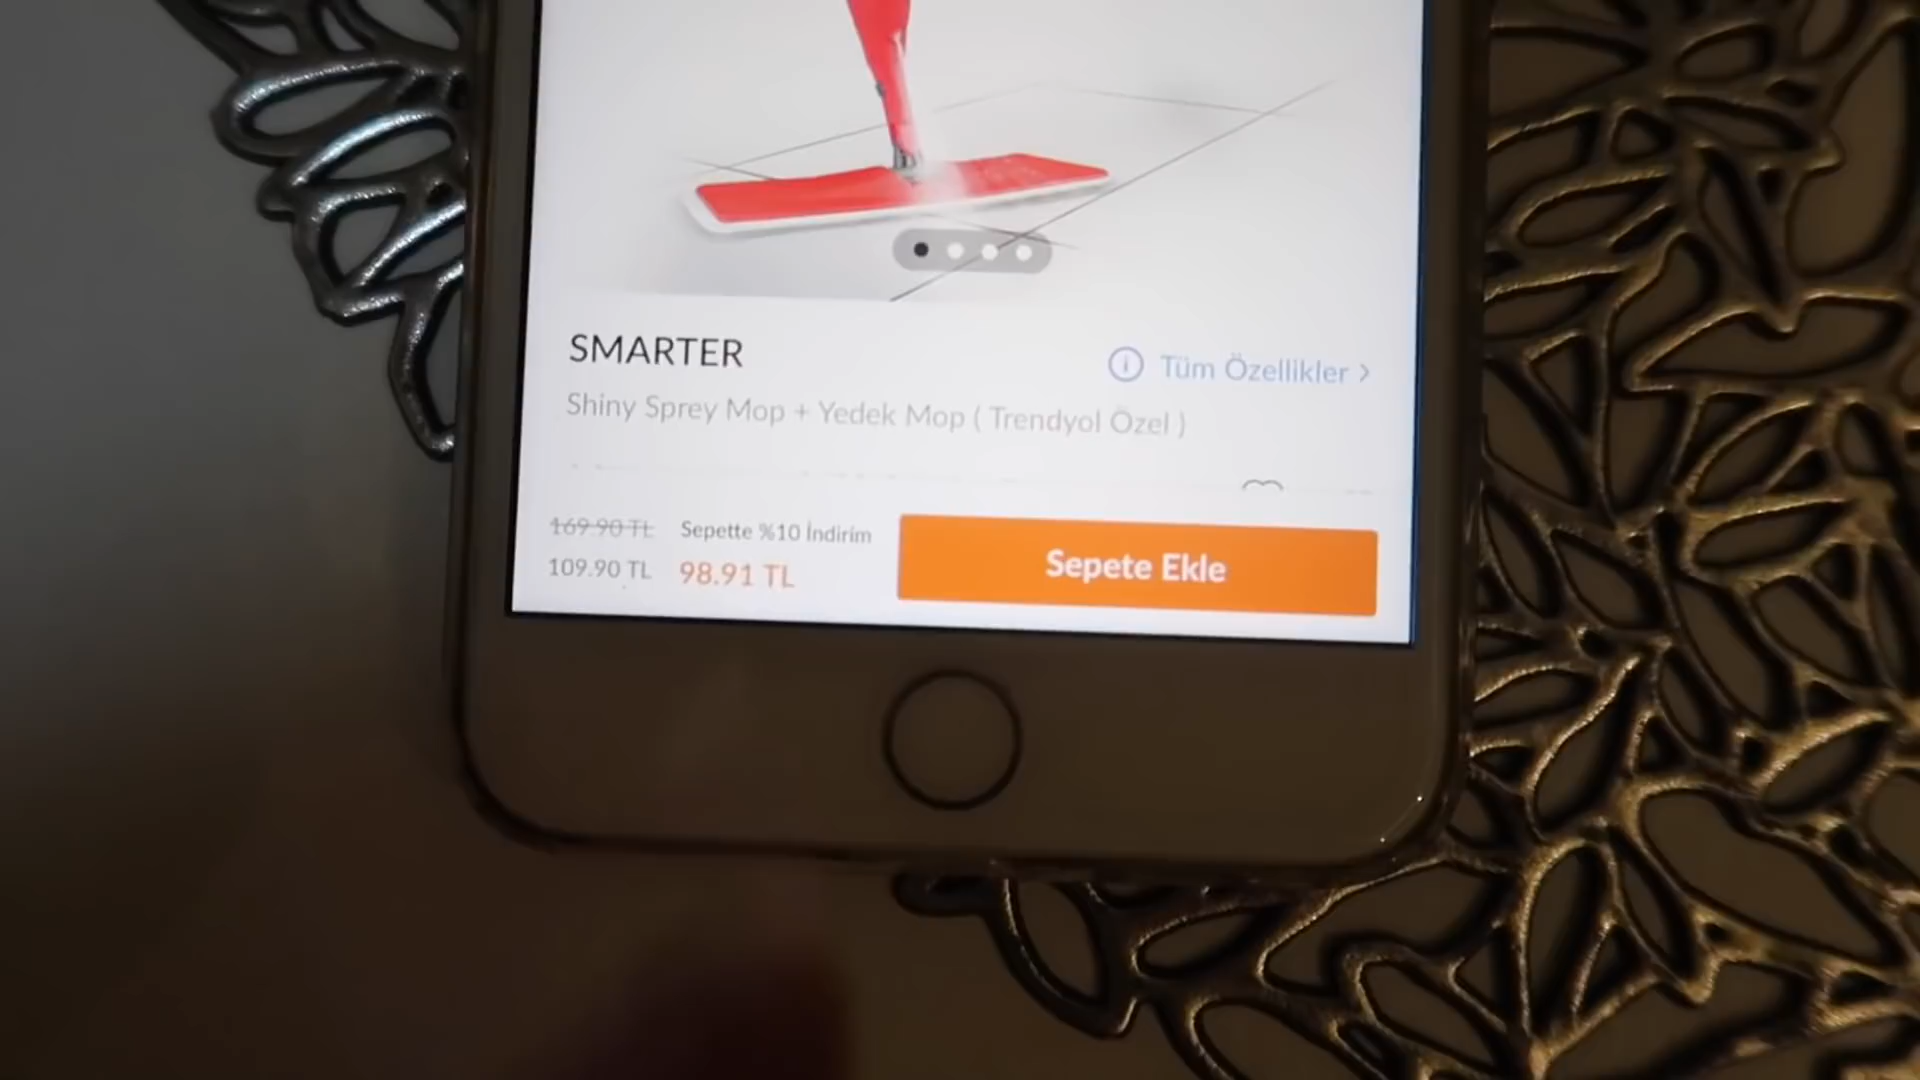 SMARTER
Tüm Özellikler
Shiny Sprey Mop + Yedek Mop ( Trendyol Özel )
169.90 TL
Sepette %10 İndirim
109.90 TL
98.91 TL
Sepete Ekle